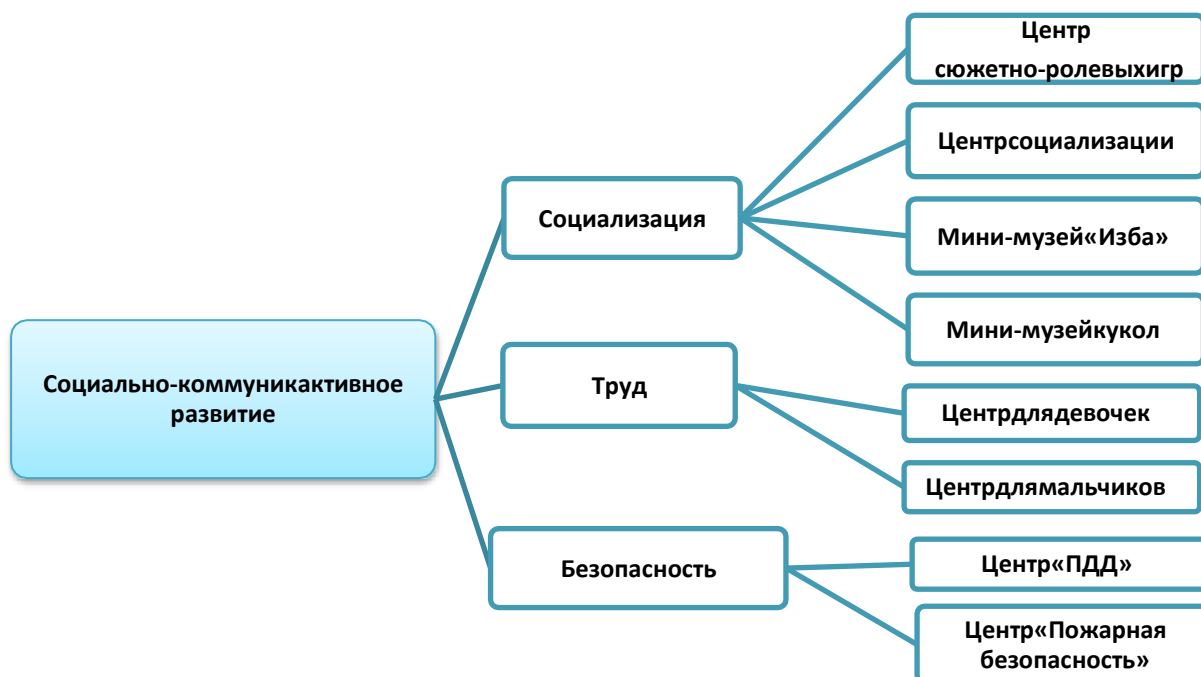 Социально-коммуникактивное
развитие
Социализация
Центр
сюжетно-ролевыхигр
Центрсоциализации
Мини-музей«Изба»
Мини-музейкукол
Труд
Центрдлядевочек
Центрдлямальчиков
Безопасность
Центр«ПДД»
Центр«Пожарная
безопасность»